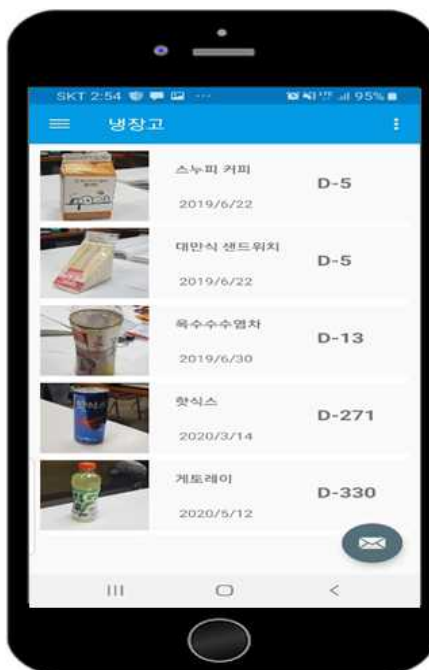 SKT 2:54 ... LTE 95%
냉장고
스누피 커피
D-5
2019/6/22
대만식 샌드위치
D-5
2019/6/22
옥수수수염차
D-13
2019/6/30
핫식스
D-271
2020/3/14
게토레이
D-330
2020/5/12